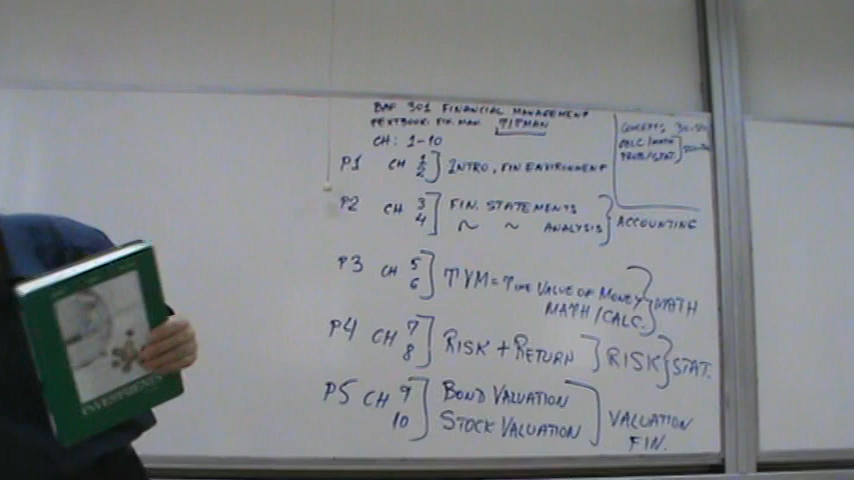 BAF 301 FINANCIAL MANAGEMENT
TEXTBOOK: FIN. MAN. TITMAN
CH: 1-10
P1 CH 1 2 INTRO, FIN ENVIRONMENT
P2 CH 3 4 FIN. STATEMENTS
~ ~ ANALYSIS ACCOUNTING
P3 CH 5 6 TVM = TIME VALUE OF MONEY
MATH/CALC. MATH
P4 CH 7 8 RISK + RETURN RISK STAT.
P5 CH 9 10 BOND VALUATION
STOCK VALUATION VALUATION
FIN.
CONCEPTS
CALC/MATH
PROB/STAT.
INVESTMENTS